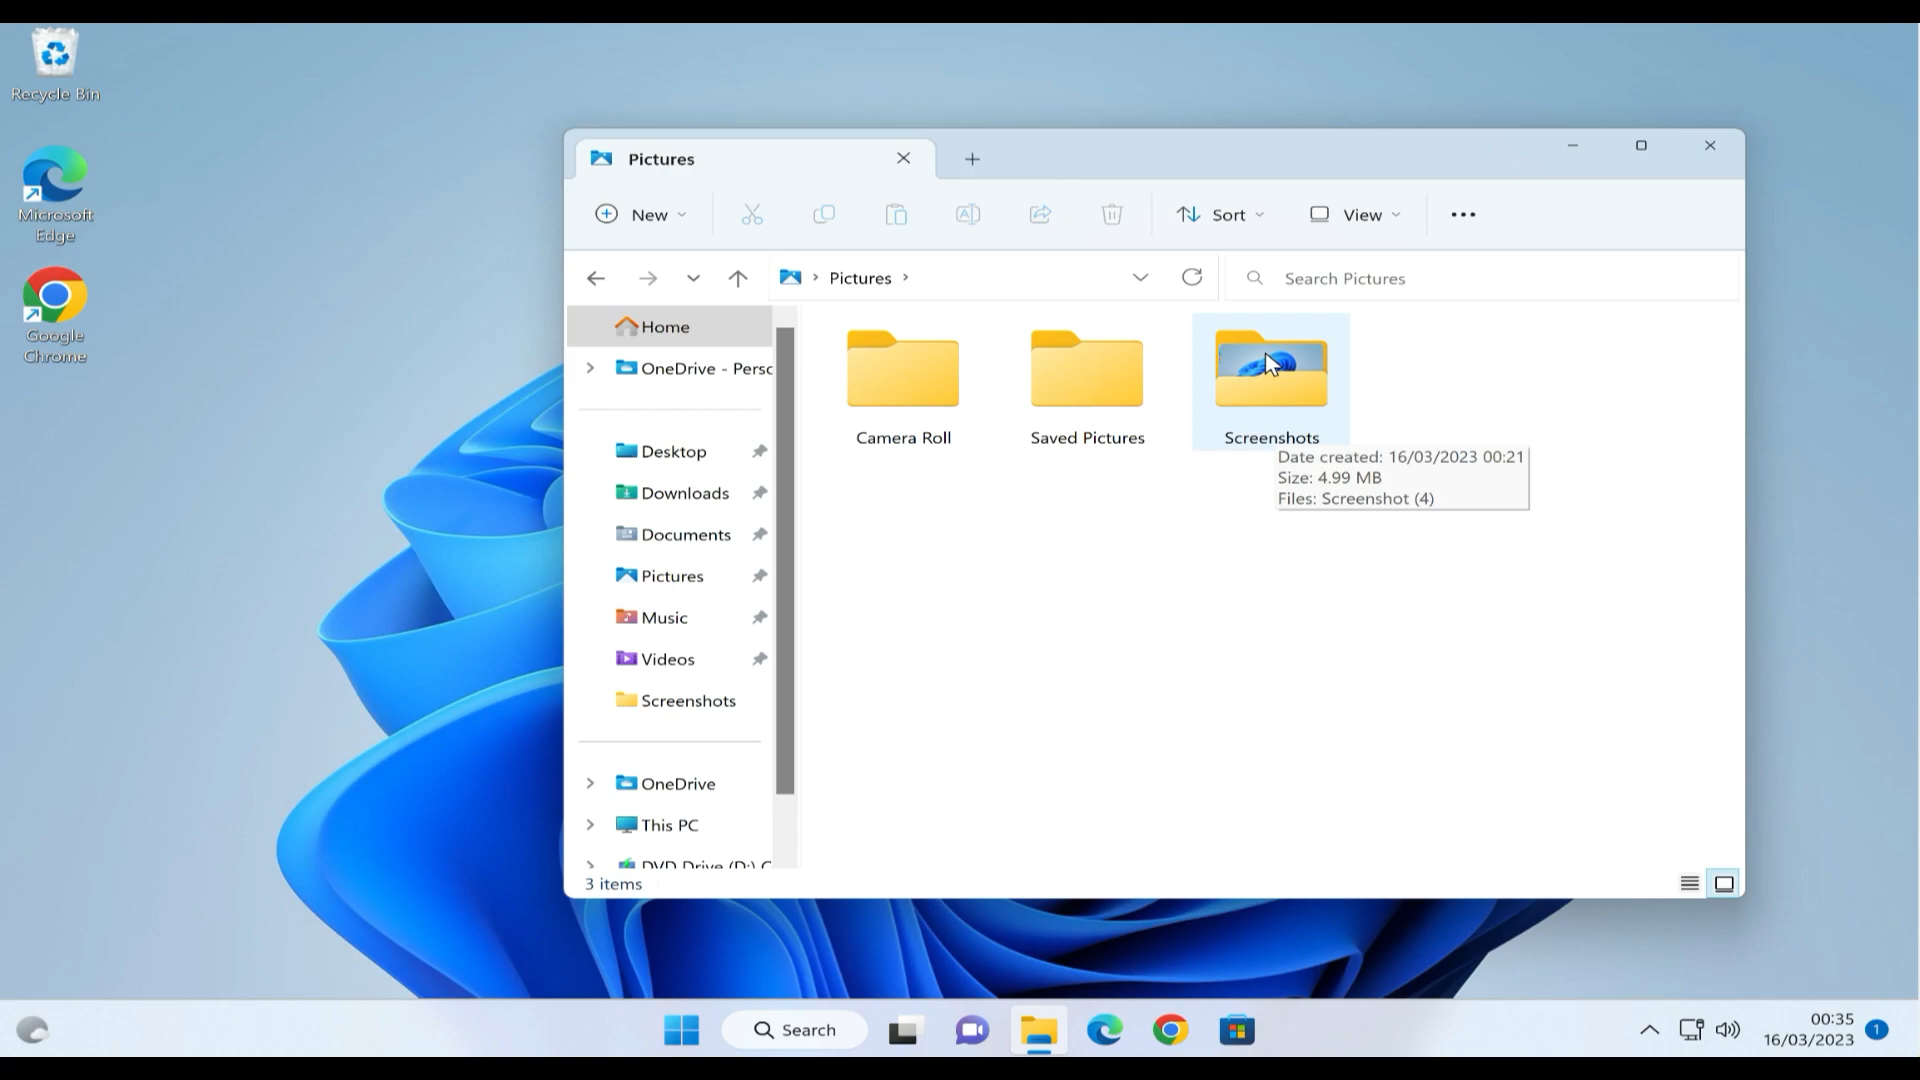 Recycle Bin
Microsoft
Edge
Google
Chrome
Pictures
New
Sort
View
Pictures
Search Pictures
Home
OneDrive - Perso
Desktop
Downloads
Documents
Pictures
Music
Videos
Screenshots
OneDrive
This PC
DVD Drive (D:) C
Camera Roll
Saved Pictures
Screenshots
Date created: 16/03/2023 00:21
Size: 4.99 MB
Files: Screenshot (4)
3 items
Search
00:35
16/03/2023
1